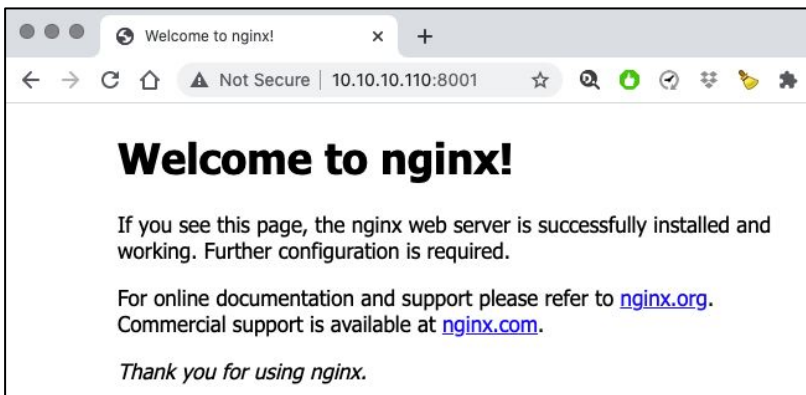 Welcome to nginx!
Not Secure | 10.10.10.110:8001
Welcome to nginx!
If you see this page, the nginx web server is successfully installed and
working. Further configuration is required.
For online documentation and support please refer to nginx.org.
Commercial support is available at nginx.com.
Thank you for using nginx.